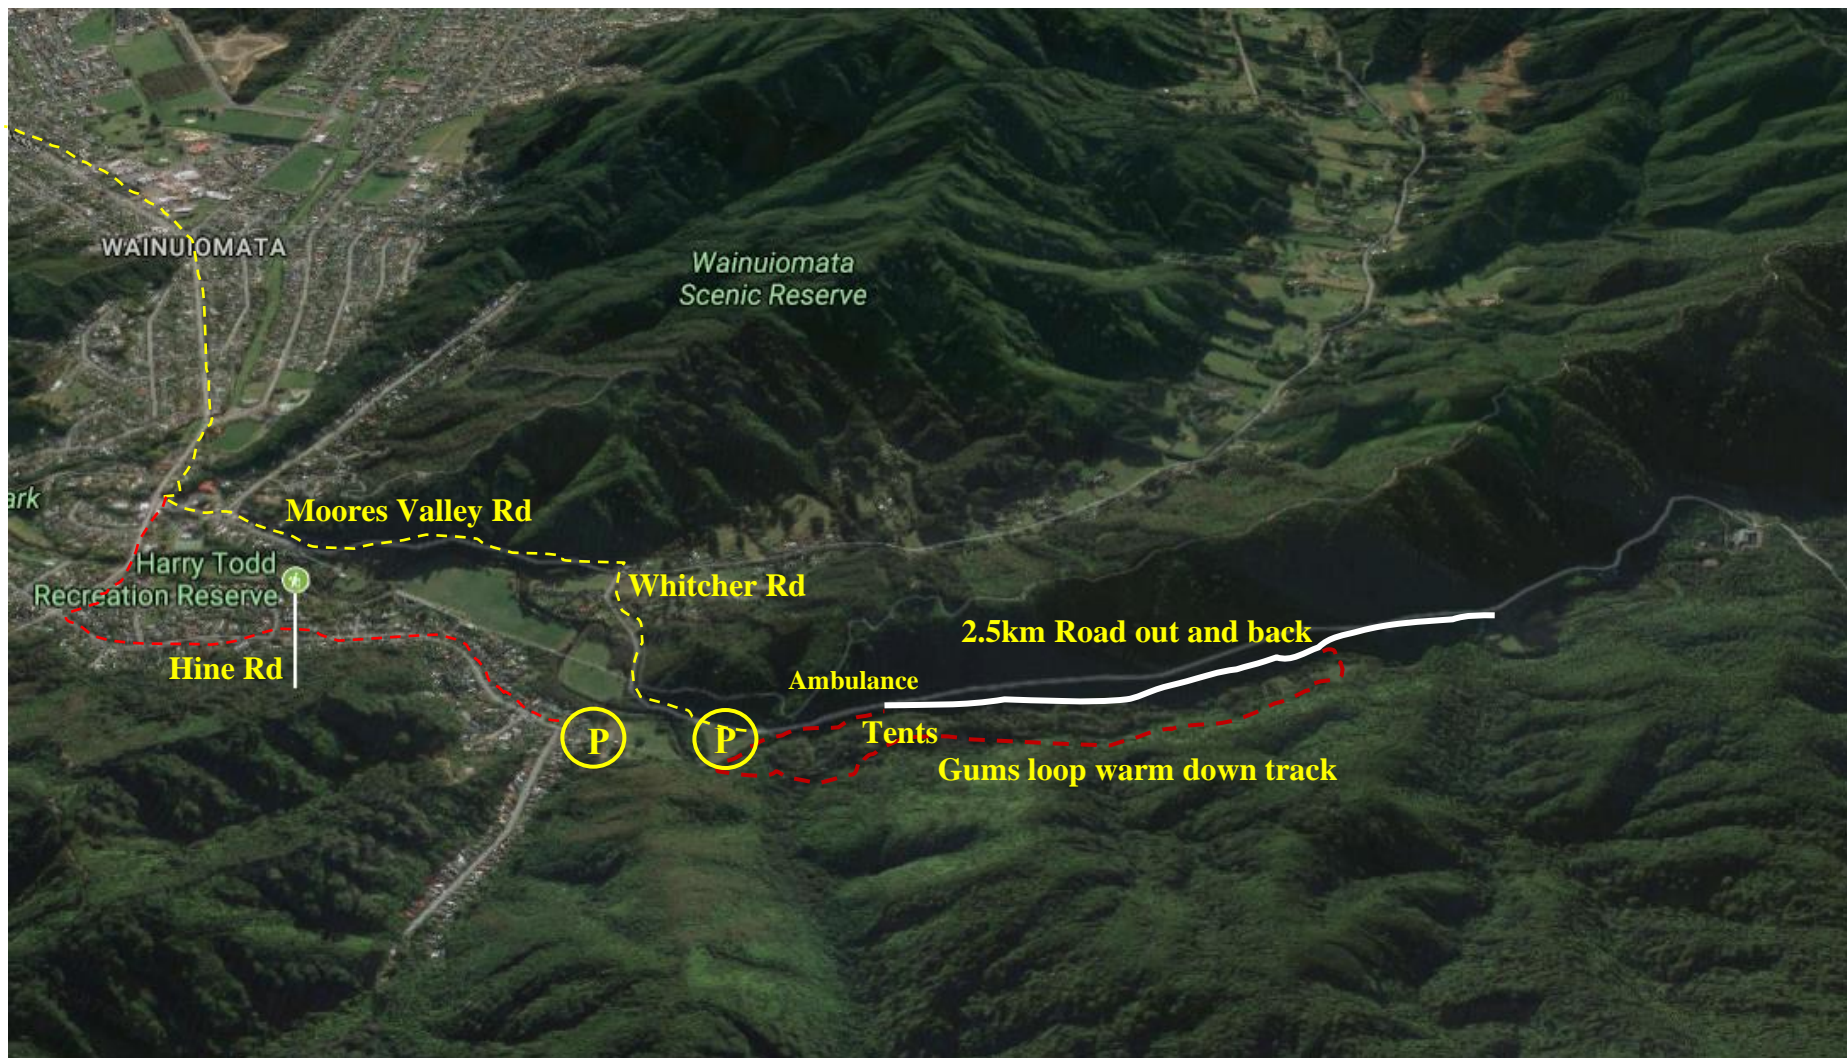 WAINUIOMATA
Wainuiomata
Scenic Reserve
ark
Moores Valley Rd
Harry Todd
Recreation Reserve
Whitcher Rd
2.5km Road out and back
Hine Rd
Ambulance
P
P
Tents
Gums loop warm down track